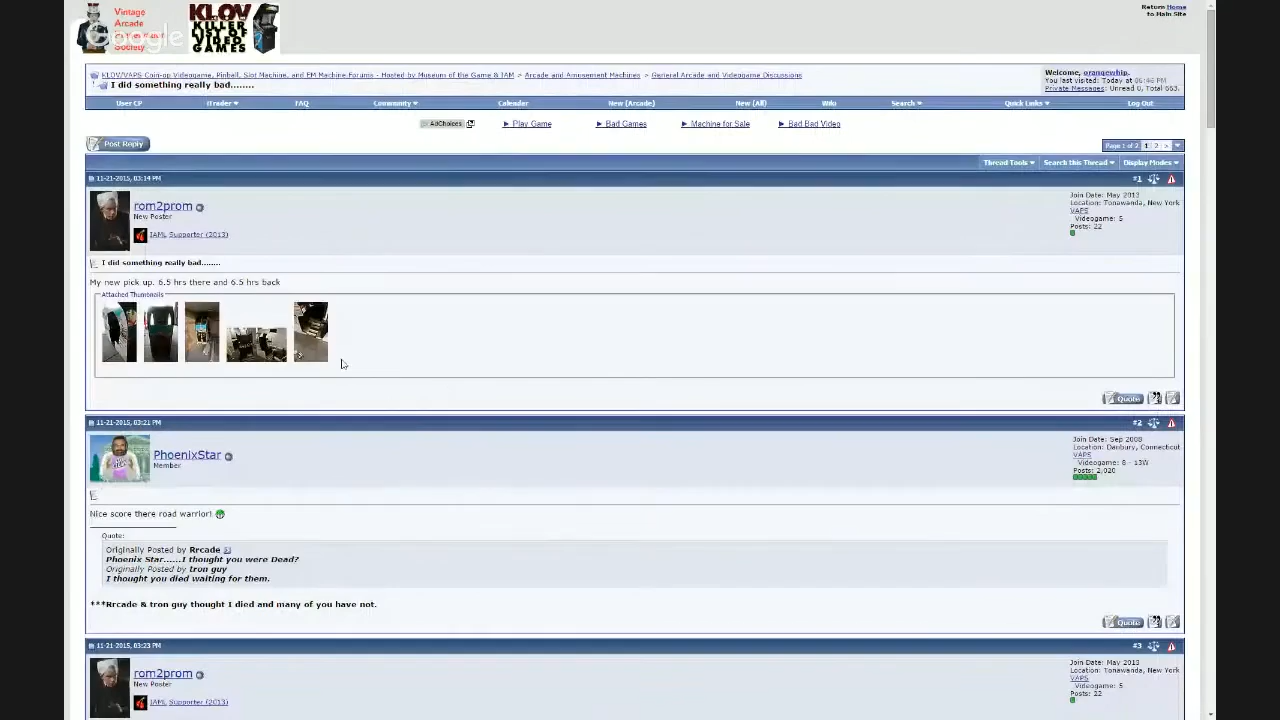 Vintage
Arcade
Society
KLOV
KILLER
LIST OF
VIDEO
GAMES
Google
Return Home
to Main Site
KLOV/VAPS Coin-op Videogame, Pinball, Slot Machine, and EM Machine Forums - Hosted by Museum of the Game & IAM > Arcade and Amusement Machines > General Arcade and Videogame Discussions
I did something really bad........
Welcome, orangewhip.
You last visited: Today at 06:46 PM
Private Messages: Unread 0, Total 663.
User CP iTrader FAQ Community Calendar New (Arcade) New (All) Wiki Search Quick Links Log Out
AdChoices Play Game Bad Games Machine for Sale Bad Bad Video
Post Reply
Page 1 of 2 1 2 >
Thread Tools Search this Thread Display Modes
11-21-2015, 03:14 PM #1
rom2prom
New Poster
IAML Supporter (2013)
Join Date: May 2013
Location: Tonawanda, New York
VAPS
Videogame: 5
Posts: 22
I did something really bad........
My new pick up. 6.5 hrs there and 6.5 hrs back
Attached Thumbnails
Quote
11-21-2015, 03:21 PM #2
PhoenixStar
Member
Join Date: Sep 2008
Location: Danbury, Connecticut
VAPS
Videogame: 8 - 13W
Posts: 2,020
Nice score there road warrior!
Quote:
Originally Posted by Rrcade
Phoenix Star......I thought you were Dead?
Originally Posted by tron guy
I thought you died waiting for them.
***Rrcade & tron guy thought I died and many of you have not.
Quote
11-21-2015, 03:23 PM #3
rom2prom
New Poster
IAML Supporter (2013)
Join Date: May 2013
Location: Tonawanda, New York
VAPS
Videogame: 5
Posts: 22